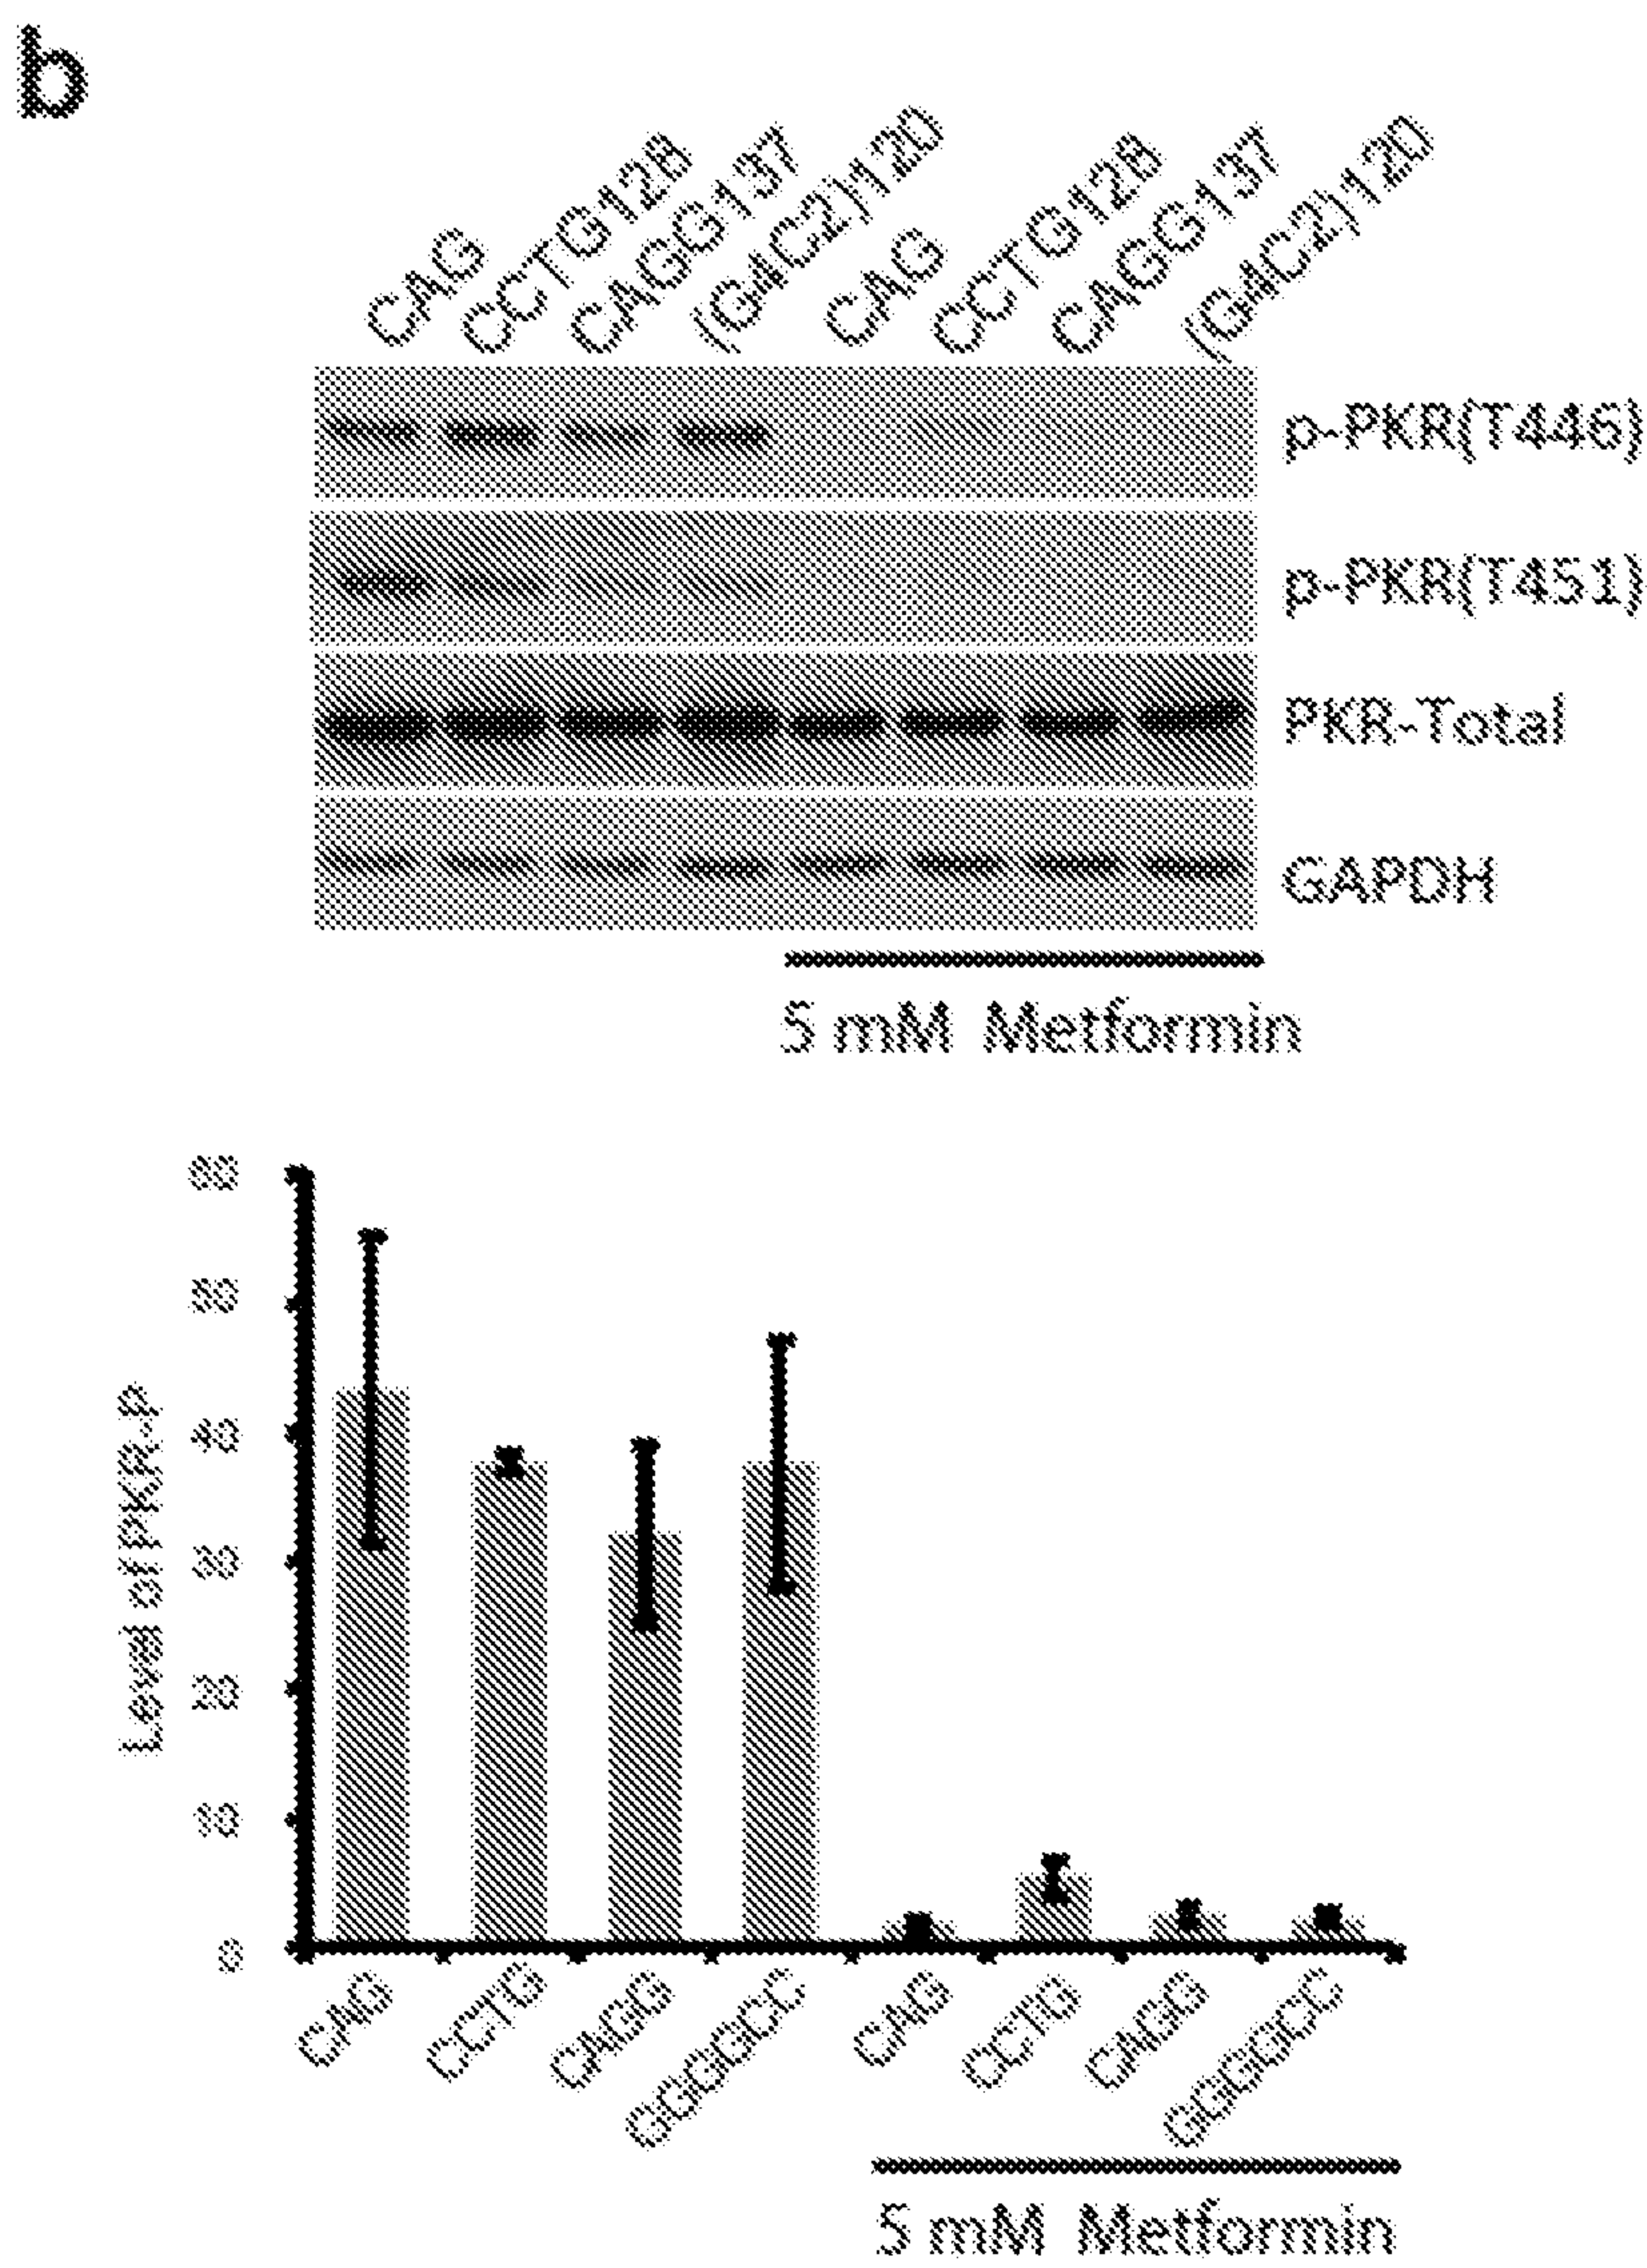 b
CAG CCTG128 CAGG137 (G4C2)120 CAG CCTG128 CAGG137 (G4C2)120
p-PKR(T446)
p-PKR(T451)
PKR-Total
GAPDH
5 mM Metformin
Level of PKR-p
60
50
40
30
20
10
0
CAG CCTG CAGG GGGGCC CAG CCTG CAGG GGGGCC
5 mM Metformin